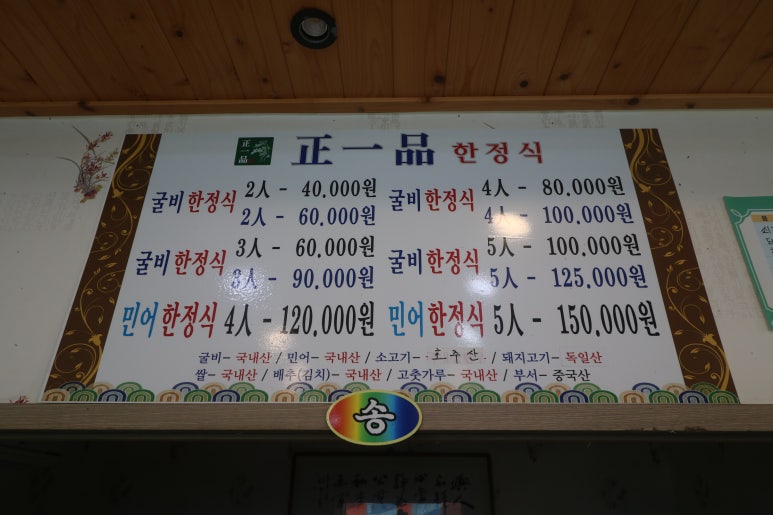 正一品
正一品 한정식
굴비한정식 2人 - 40,000원
2人 - 60,000원
굴비한정식 4人 - 80,000원
4人 - 100,000원
굴비한정식 3人 - 60,000원
3人 - 90,000원
굴비한정식 5人 - 100,000원
5人 - 125,000원
민어한정식 4人 - 120,000원
민어한정식 5人 - 150,000원
굴비- 국내산 / 민어- 국내산 / 소고기- 호주산 / 돼지고기- 독일산
쌀- 국내산 / 배추(김치)- 국내산 / 고춧가루- 국내산 / 부서- 중국산
송